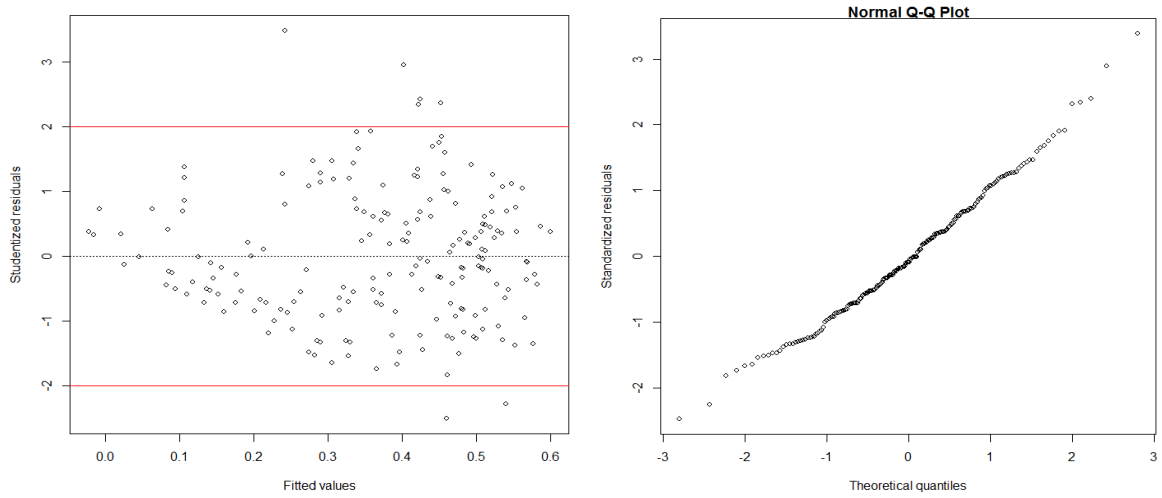 Studentized residuals
3
2
1
0
-1
-2
0.0 0.1 0.2 0.3 0.4 0.5 0.6
Fitted values
Normal Q-Q Plot
Standardized residuals
3
2
1
0
-1
-2
-3 -2 -1 0 1 2 3
Theoretical quantiles